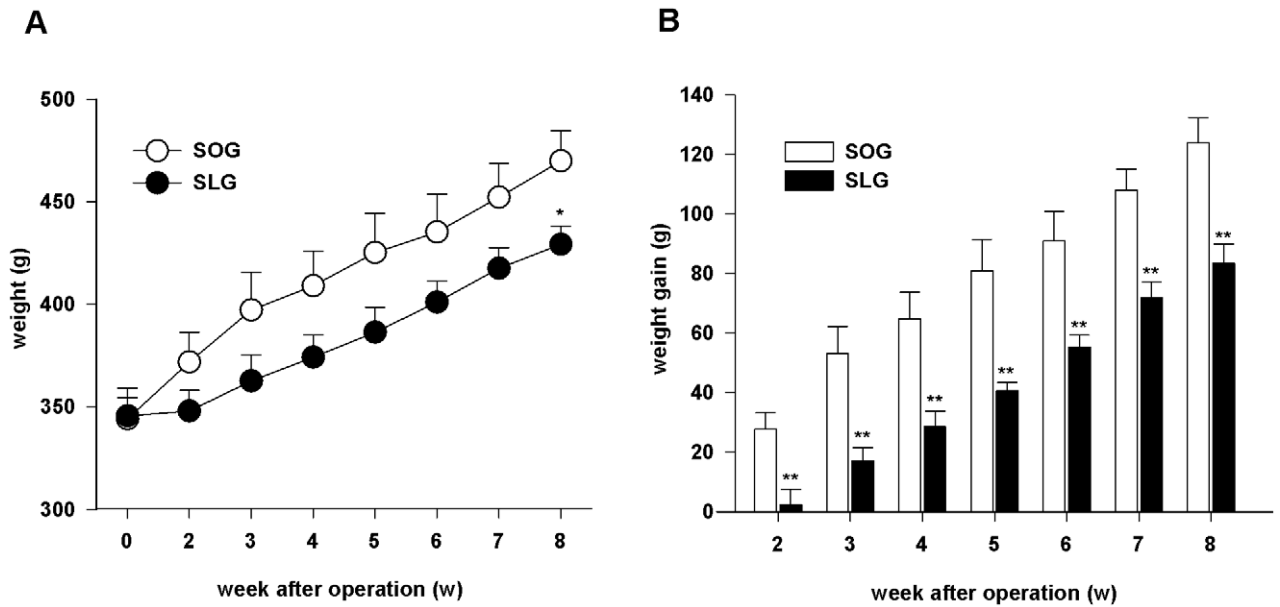 A
500
450
400
350
300
weight (g)
SOG
SLG
*
0 2 3 4 5 6 7 8
week after operation (w)
B
140
120
100
80
60
40
20
0
weight gain (g)
SOG
SLG
** ** ** ** ** ** **
2 3 4 5 6 7 8
week after operation (w)